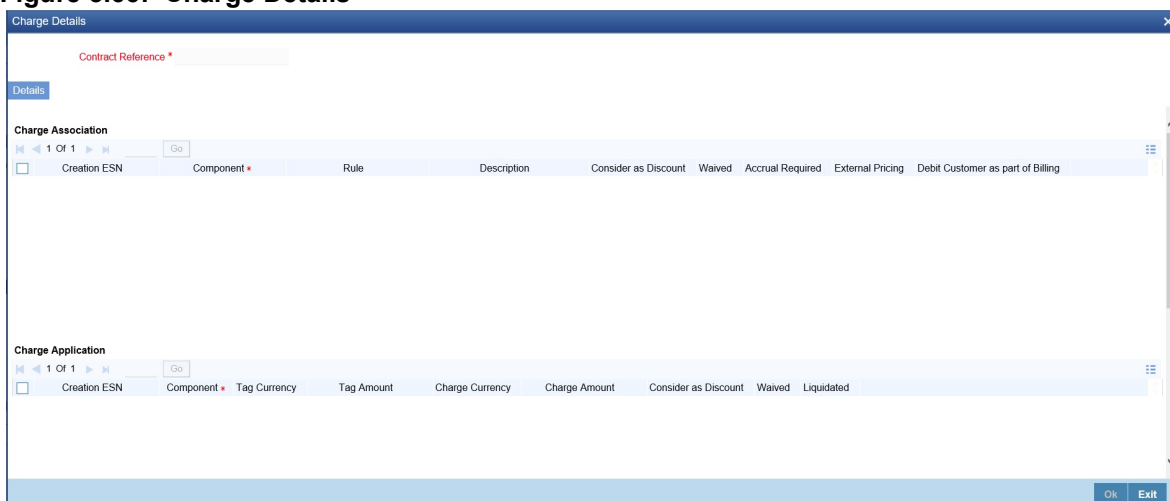 Charge Details
Contract Reference *
Details
Charge Association
1 Of 1 Go
Creation ESN Component * Rule Description Consider as Discount Waived Accrual Required External Pricing Debit Customer as part of Billing
Charge Application
1 Of 1 Go
Creation ESN Component * Tag Currency Tag Amount Charge Currency Charge Amount Consider as Discount Waived Liquidated
Ok Exit